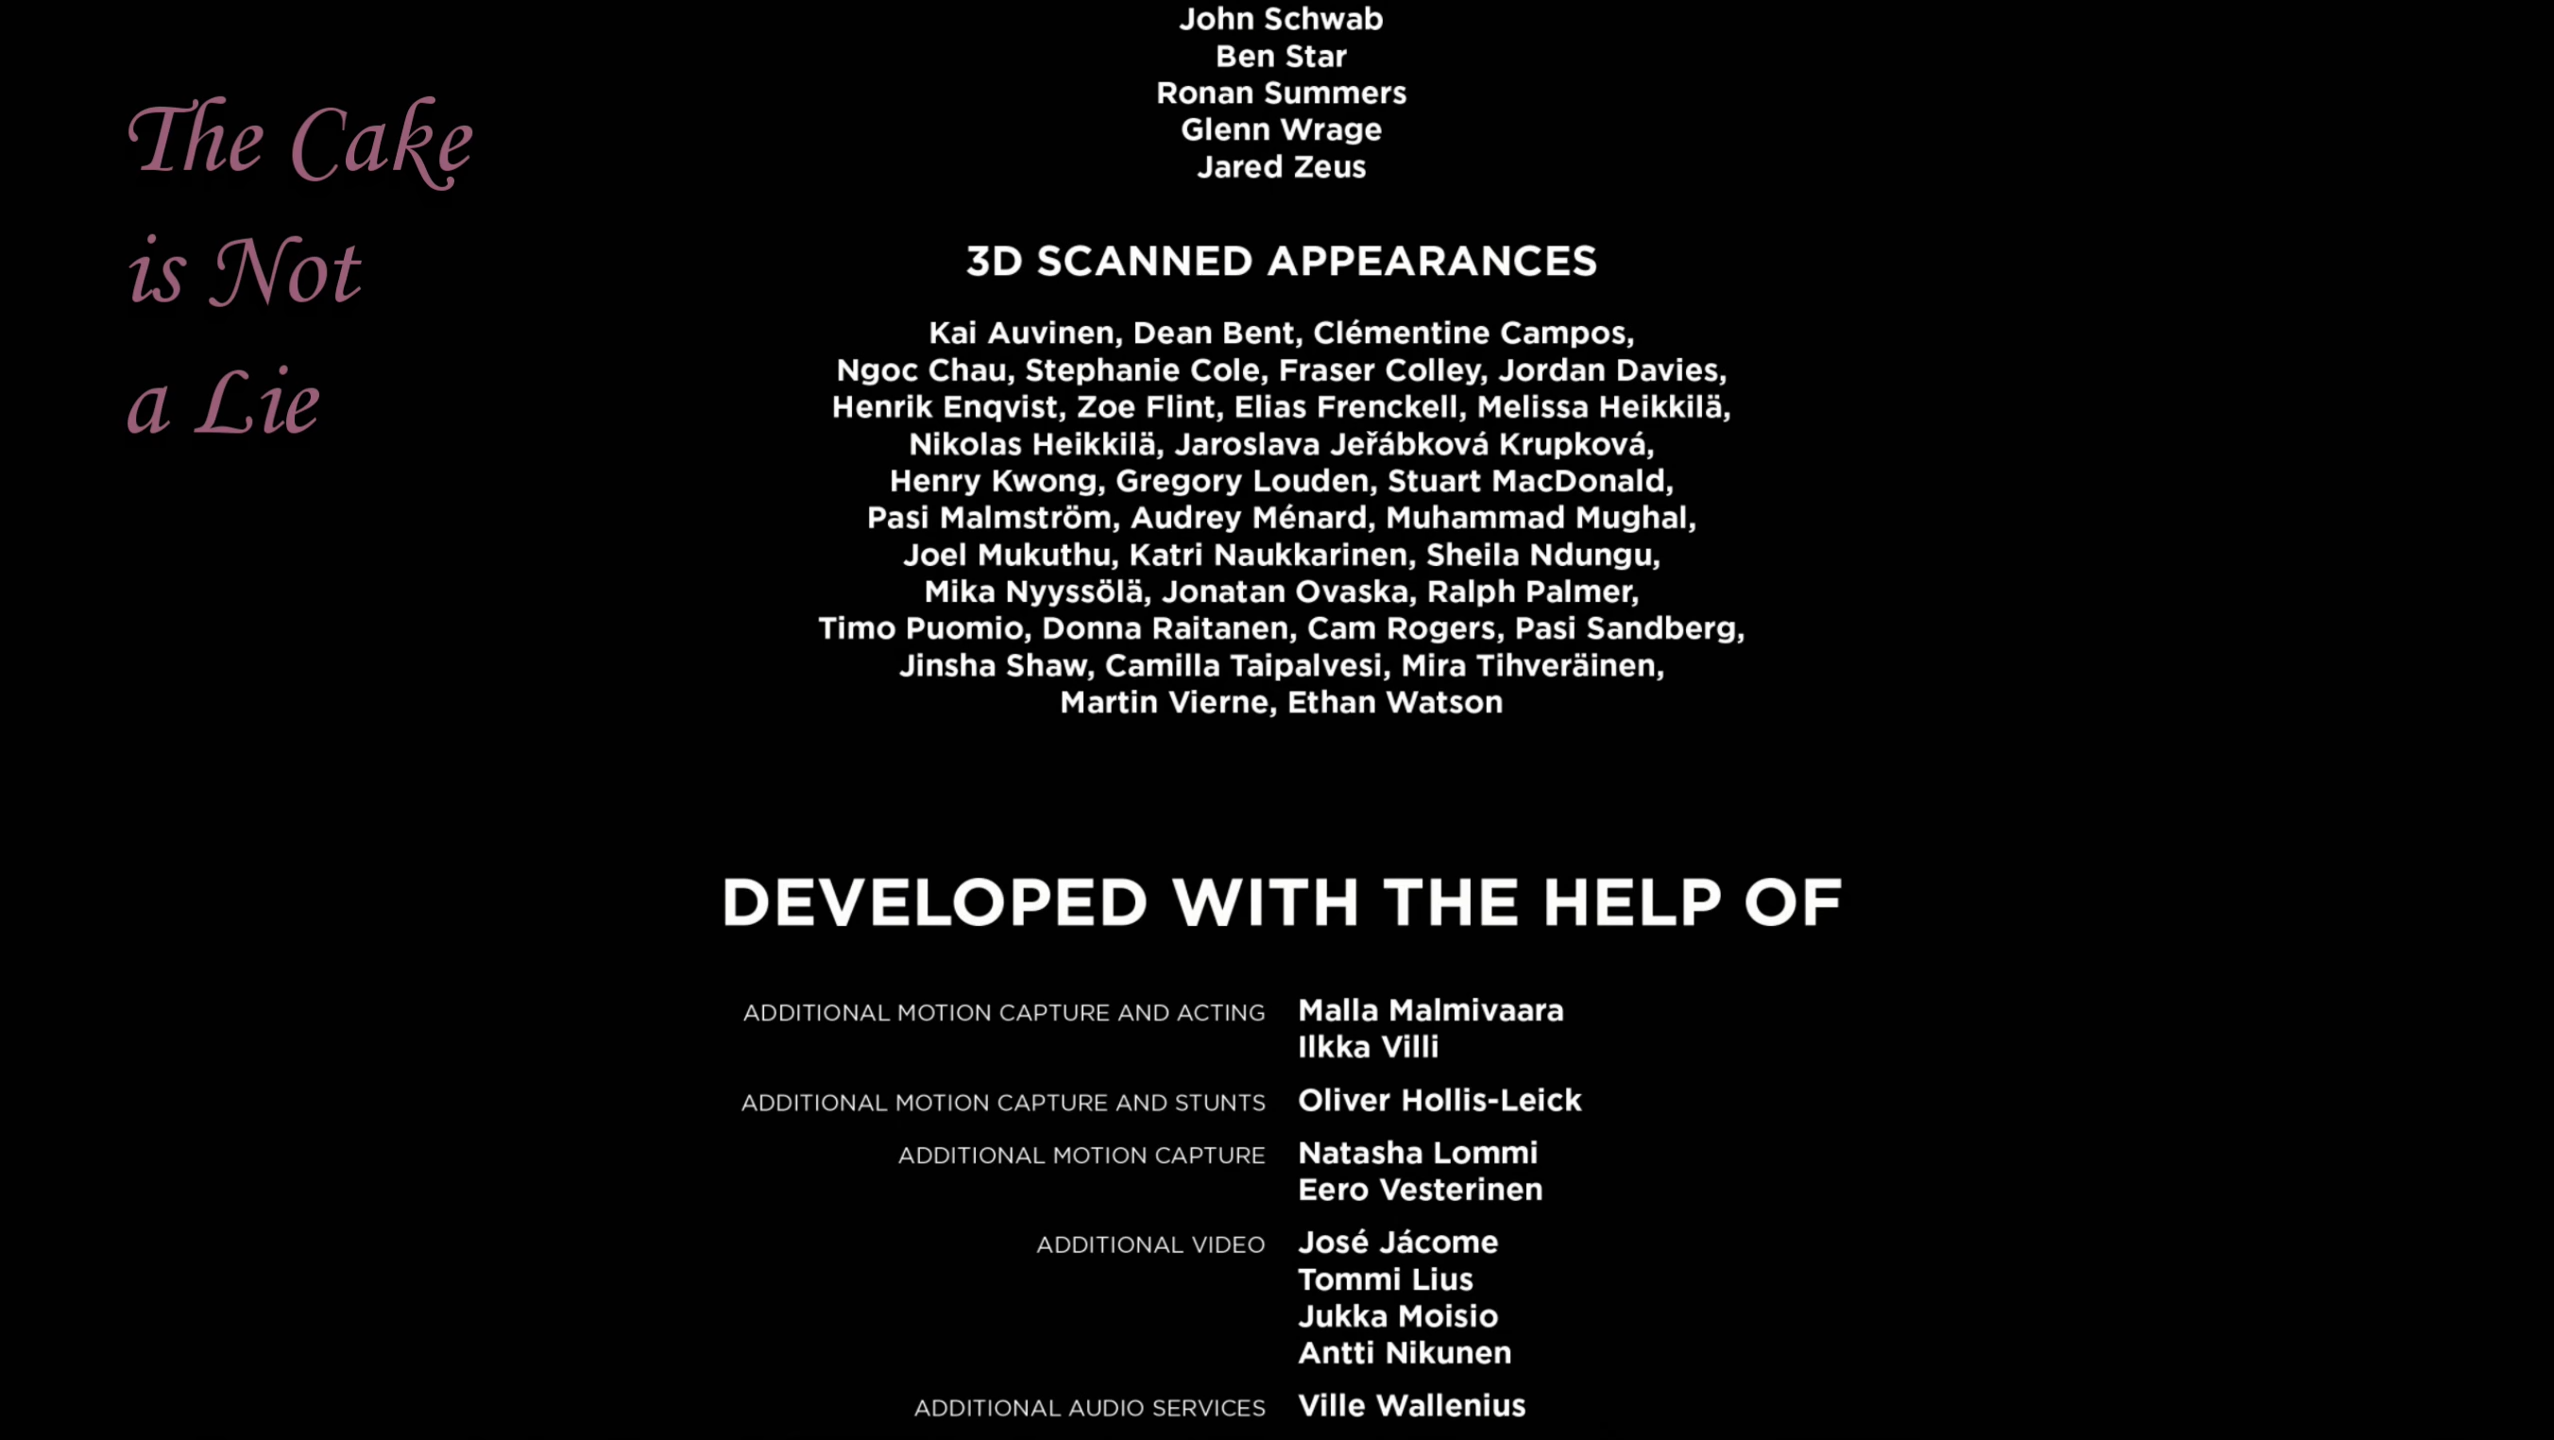 The Cake
is Not
a Lie
John Schwab
Ben Star
Ronan Summers
Glenn Wrage
Jared Zeus
3D SCANNED APPEARANCES
Kai Auvinen, Dean Bent, Clémentine Campos,
Ngoc Chau, Stephanie Cole, Fraser Colley, Jordan Davies,
Henrik Enqvist, Zoe Flint, Elias Frenckell, Melissa Heikkilä,
Nikolas Heikkilä, Jaroslava Jeřábková Krupková,
Henry Kwong, Gregory Louden, Stuart MacDonald,
Pasi Malmström, Audrey Ménard, Muhammad Mughal,
Joel Mukuthu, Katri Naukkarinen, Sheila Ndungu,
Mika Nyyssölä, Jonatan Ovaska, Ralph Palmer,
Timo Puomio, Donna Raitanen, Cam Rogers, Pasi Sandberg,
Jinsha Shaw, Camilla Taipalvesi, Mira Tihveräinen,
Martin Vierne, Ethan Watson
DEVELOPED WITH THE HELP OF
ADDITIONAL MOTION CAPTURE AND ACTING Malla Malmivaara
Ilkka Villi
ADDITIONAL MOTION CAPTURE AND STUNTS Oliver Hollis-Leick
ADDITIONAL MOTION CAPTURE Natasha Lommi
Eero Vesterinen
ADDITIONAL VIDEO José Jácome
Tommi Lius
Jukka Moisio
Antti Nikunen
ADDITIONAL AUDIO SERVICES Ville Wallenius